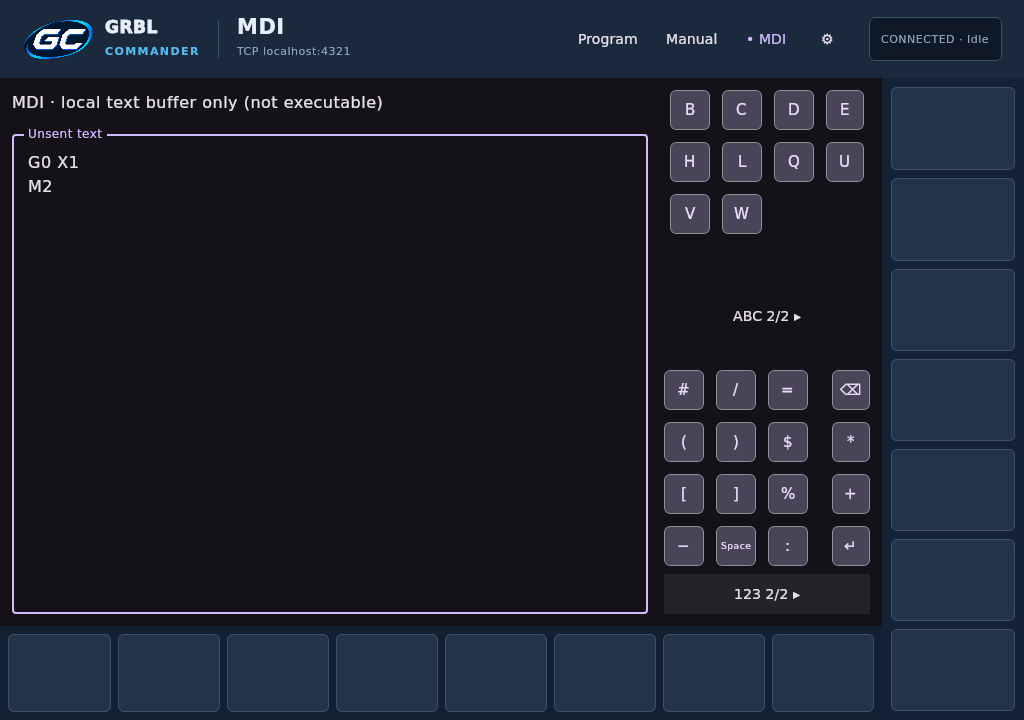 GC
GRBL
COMMANDER
MDI
TCP localhost:4321
Program
Manual
• MDI
⚙
CONNECTED · Idle
MDI · local text buffer only (not executable)
Unsent text
G0 X1
M2
B C D E
H L Q U
V W
ABC 2/2 ▸
# / = ⌫
( ) $ *
[ ] % +
− Space : ↵
123 2/2 ▸